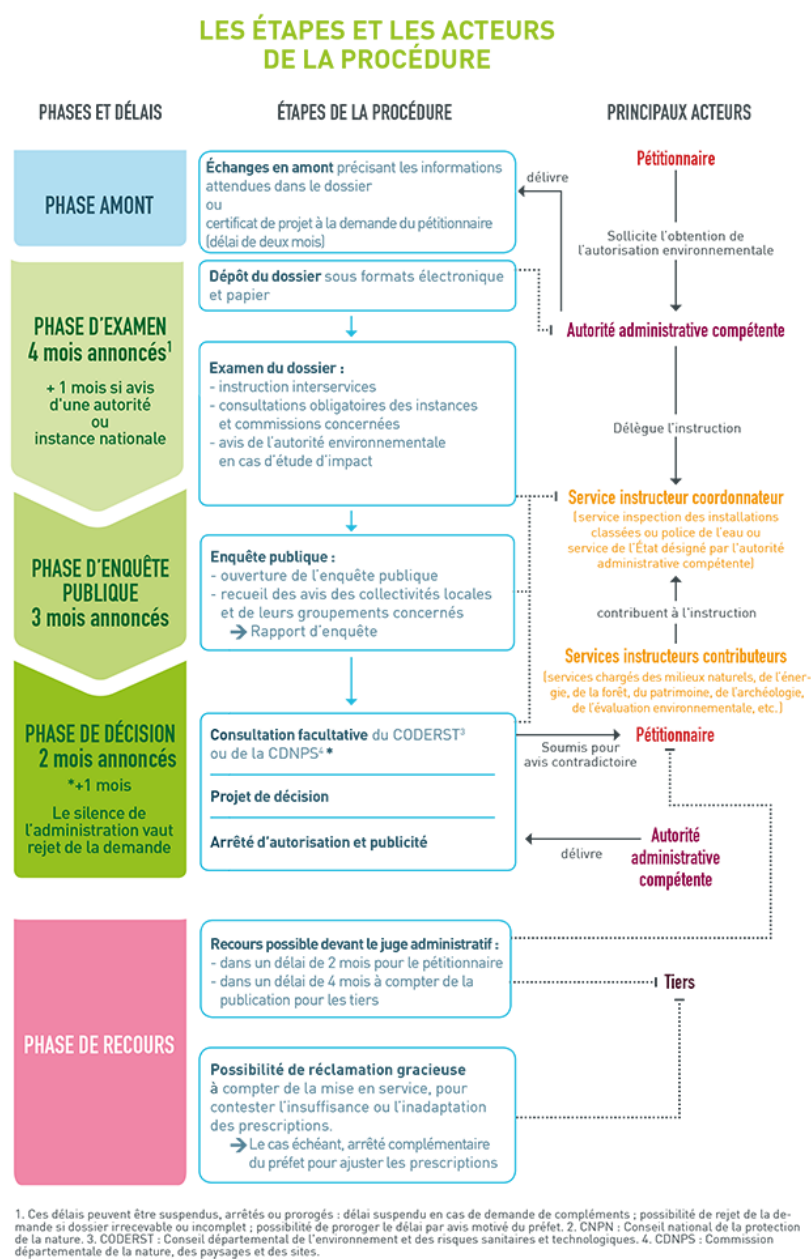 LES ÉTAPES ET LES ACTEURS
DE LA PROCÉDURE
PHASES ET DÉLAIS
ÉTAPES DE LA PROCÉDURE
PRINCIPAUX ACTEURS
PHASE AMONT
Échanges en amont précisant les informations
attendues dans le dossier
ou
certificat de projet à la demande du pétitionnaire
(délai de deux mois)
délivre
Pétitionnaire
Sollicite l'obtention de
l'autorisation environnementale
PHASE D'EXAMEN
4 mois annoncés¹
+ 1 mois si avis
d'une autorité
ou
instance nationale
Dépôt du dossier sous formats électronique
et papier
Autorité administrative compétente
Examen du dossier :
- instruction interservices
- consultations obligatoires des instances
et commissions concernées
- avis de l'autorité environnementale
en cas d'étude d'impact
Délègue l'instruction
Service instructeur coordonnateur
(service inspection des installations
classées ou police de l'eau ou
service de l'État désigné par l'autorité
administrative compétente)
PHASE D'ENQUÊTE
PUBLIQUE
3 mois annoncés
Enquête publique :
- ouverture de l'enquête publique
- recueil des avis des collectivités locales
et de leurs groupements concernés
→ Rapport d'enquête
contribuent à l'instruction
Services instructeurs contributeurs
(services chargés des milieux naturels, de l'éner-
gie, de la forêt, du patrimoine, de l'archéologie,
de l'évaluation environnementale, etc.)
PHASE DE DÉCISION
2 mois annoncés
*+1 mois
Le silence de
l'administration vaut
rejet de la demande
Consultation facultative du CODERST³
ou de la CDNPS⁴ *
Projet de décision
Arrêté d'autorisation et publicité
Soumis pour
avis contradictoire
Pétitionnaire
délivre
Autorité
administrative
compétente
PHASE DE RECOURS
Recours possible devant le juge administratif :
- dans un délai de 2 mois pour le pétitionnaire
- dans un délai de 4 mois à compter de la
publication pour les tiers
Tiers
Possibilité de réclamation gracieuse
à compter de la mise en service, pour
contester l'insuffisance ou l'inadaptation
des prescriptions.
→ Le cas échéant, arrêté complémentaire
du préfet pour ajuster les prescriptions
1. Ces délais peuvent être suspendus, arrêtés ou prorogés : délai suspendu en cas de demande de compléments ; possibilité de rejet de la de-
mande si dossier irrecevable ou incomplet ; possibilité de proroger le délai par avis motivé du préfet. 2. CNPN : Conseil national de la protection
de la nature. 3. CODERST : Conseil départemental de l'environnement et des risques sanitaires et technologiques. 4. CDNPS : Commission
départementale de la nature, des paysages et des sites.